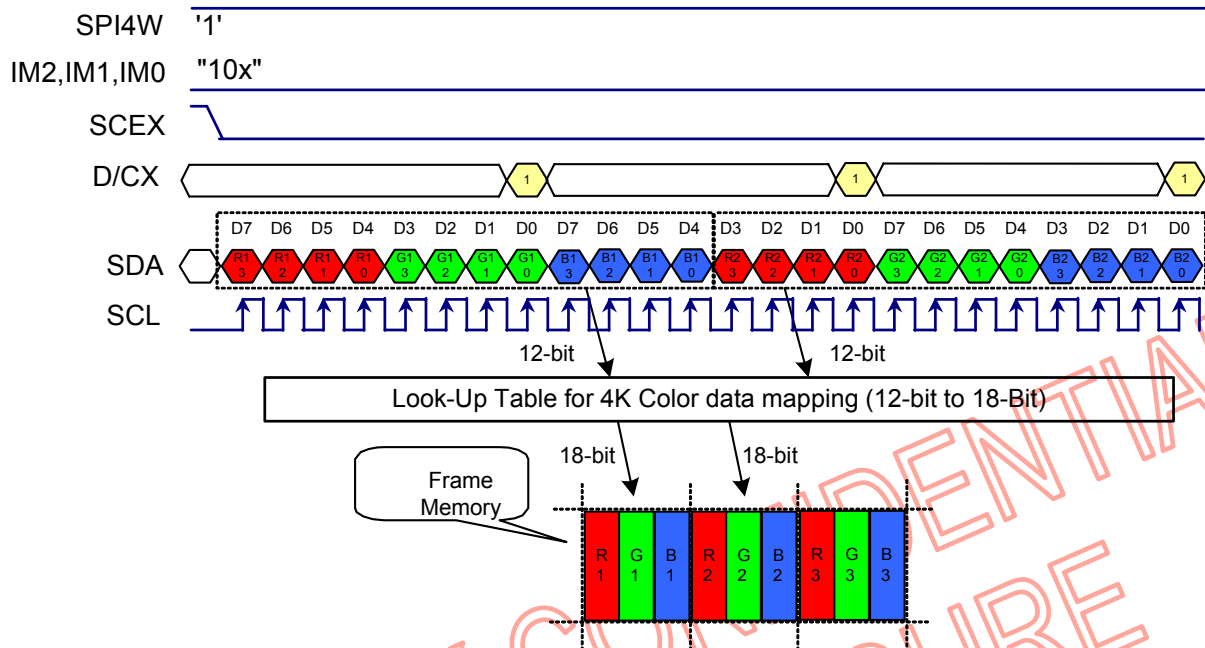 SPI4W '1'
IM2,IM1,IM0 "10x"
SCEX
D/CX 1 1 1
D7 D6 D5 D4 D3 D2 D1 D0 D7 D6 D5 D4 D3 D2 D1 D0 D7 D6 D5 D4 D3 D2 D1 D0
SDA R1 R1 R1 R1 G1 G1 G1 G1 B1 B1 B1 B1 R2 R2 R2 R2 G2 G2 G2 G2 B2 B2 B2 B2
3 2 1 0 3 2 1 0 3 2 1 0 3 2 1 0 3 2 1 0 3 2 1 0
SCL
12-bit 12-bit
Look-Up Table for 4K Color data mapping (12-bit to 18-Bit)
18-bit 18-bit
Frame
Memory
R G B R G B R G B
1 1 1 2 2 2 3 3 3